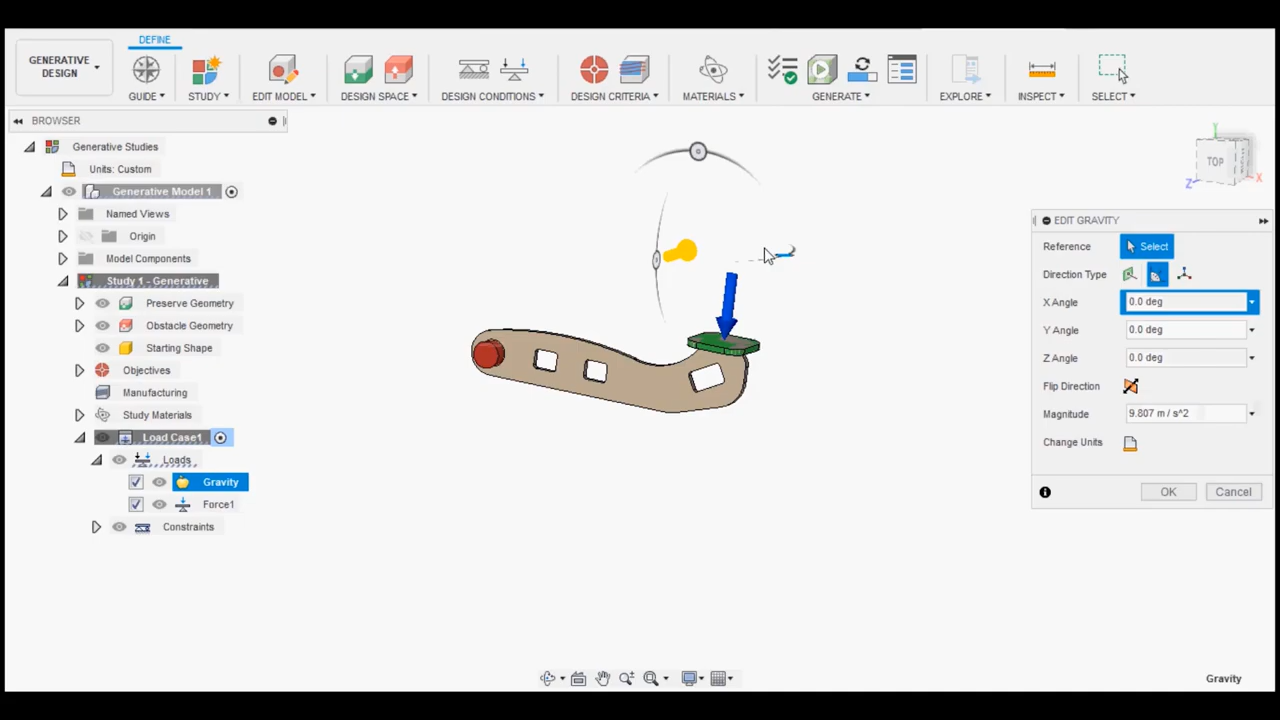 DEFINE
GENERATIVE
DESIGN
GUIDE
STUDY
EDIT MODEL
DESIGN SPACE
DESIGN CONDITIONS
DESIGN CRITERIA
MATERIALS
GENERATE
EXPLORE
INSPECT
SELECT
BROWSER
Generative Studies
Units: Custom
Generative Model 1
Named Views
Origin
Model Components
Study 1 - Generative
Preserve Geometry
Obstacle Geometry
Starting Shape
Objectives
Manufacturing
Study Materials
Load Case1
Loads
Gravity
Force1
Constraints
Y
TOP
Z
X
EDIT GRAVITY
Reference
Select
Direction Type
X Angle
0.0 deg
Y Angle
0.0 deg
Z Angle
0.0 deg
Flip Direction
Magnitude
9.807 m / s^2
Change Units
OK
Cancel
Gravity